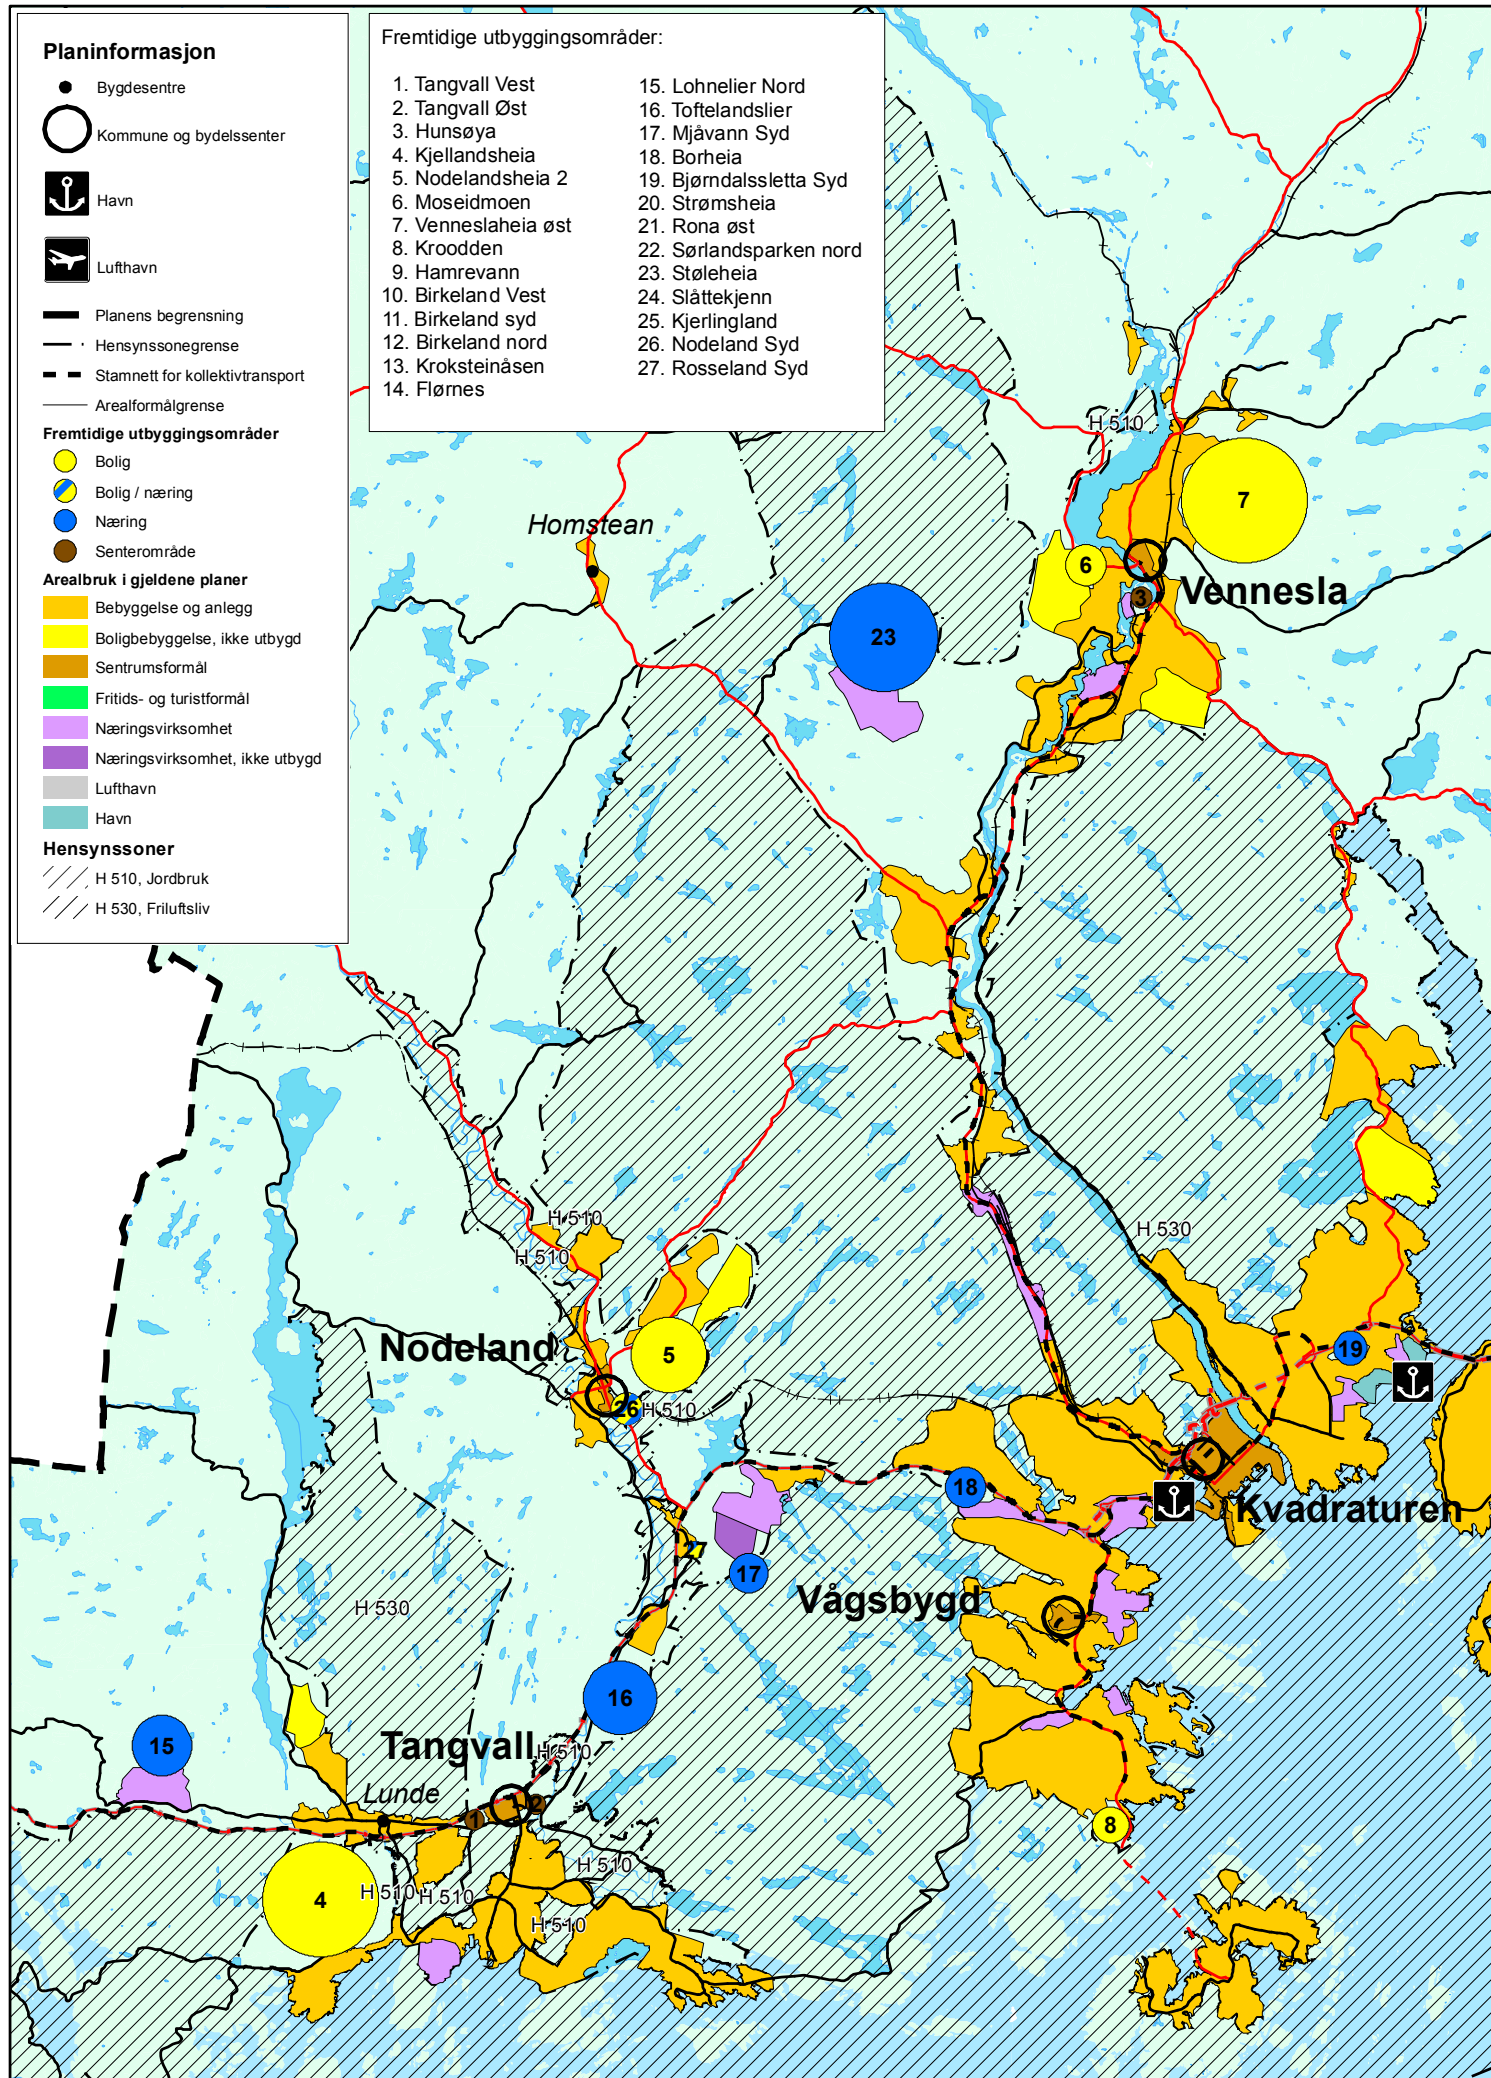 Planinformasjon
Bygdesentre
Kommune og bydelssenter
Havn
Lufthavn
Planens begrensning
Hensynssonegrense
Stamnett for kollektivtransport
Arealformålgrense
Fremtidige utbyggingsområder
Bolig
Bolig / næring
Næring
Senterområde
Arealbruk i gjeldene planer
Bebyggelse og anlegg
Boligbebyggelse, ikke utbygd
Sentrumsformål
Fritids- og turistformål
Næringsvirksomhet
Næringsvirksomhet, ikke utbygd
Lufthavn
Havn
Hensynssoner
H 510, Jordbruk
H 530, Friluftsliv
Fremtidige utbyggingsområder:
1. Tangvall Vest
2. Tangvall Øst
3. Hunsøya
4. Kjellandsheia
5. Nodelandsheia 2
6. Moseidmoen
7. Venneslaheia øst
8. Kroodden
9. Hamrevann
10. Birkeland Vest
11. Birkeland syd
12. Birkeland nord
13. Kroksteinåsen
14. Flørnes
15. Lohnelier Nord
16. Toftelandslier
17. Mjåvann Syd
18. Borheia
19. Bjørndalssletta Syd
20. Strømsheia
21. Rona øst
22. Sørlandsparken nord
23. Støleheia
24. Slåttekjenn
25. Kjerlingland
26. Nodeland Syd
27. Rosseland Syd
H 510
7
Homstean
6
Vennesla
3
23
H 510
H 530
H 510
Nodeland
5
19
26
H 510
18
Kvadraturen
27
17
Vågsbygd
H 530
16
15
Tangvall
H 510
Lunde
1
2
8
H 510
4
H 510
H 510
H 510